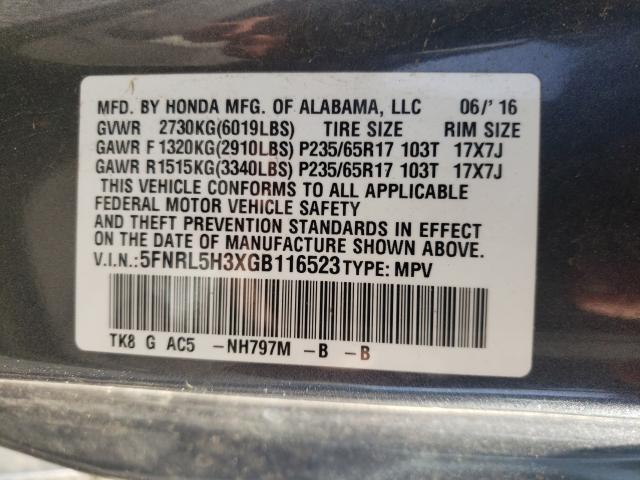 MFD. BY HONDA MFG. OF ALABAMA, LLC 06/'16
GVWR 2730KG(6019LBS) TIRE SIZE RIM SIZE
GAWR F 1320KG(2910LBS) P235/65R17 103T 17X7J
GAWR R1515KG(3340LBS) P235/65R17 103T 17X7J
THIS VEHICLE CONFORMS TO ALL APPLICABLE
FEDERAL MOTOR VEHICLE SAFETY
AND THEFT PREVENTION STANDARDS IN EFFECT
ON THE DATE OF MANUFACTURE SHOWN ABOVE.
V.I.N.:5FNRL5H3XGB116523 TYPE: MPV
TK8 G AC5 -NH797M -B -B